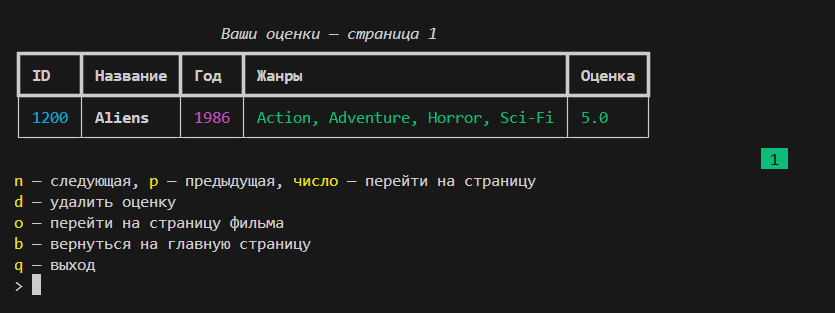 Ваши оценки — страница 1
ID Название Год Жанры Оценка
1200 Aliens 1986 Action, Adventure, Horror, Sci-Fi 5.0
1
n — следующая, p — предыдущая, число — перейти на страницу
d — удалить оценку
o — перейти на страницу фильма
b — вернуться на главную страницу
q — выход
>